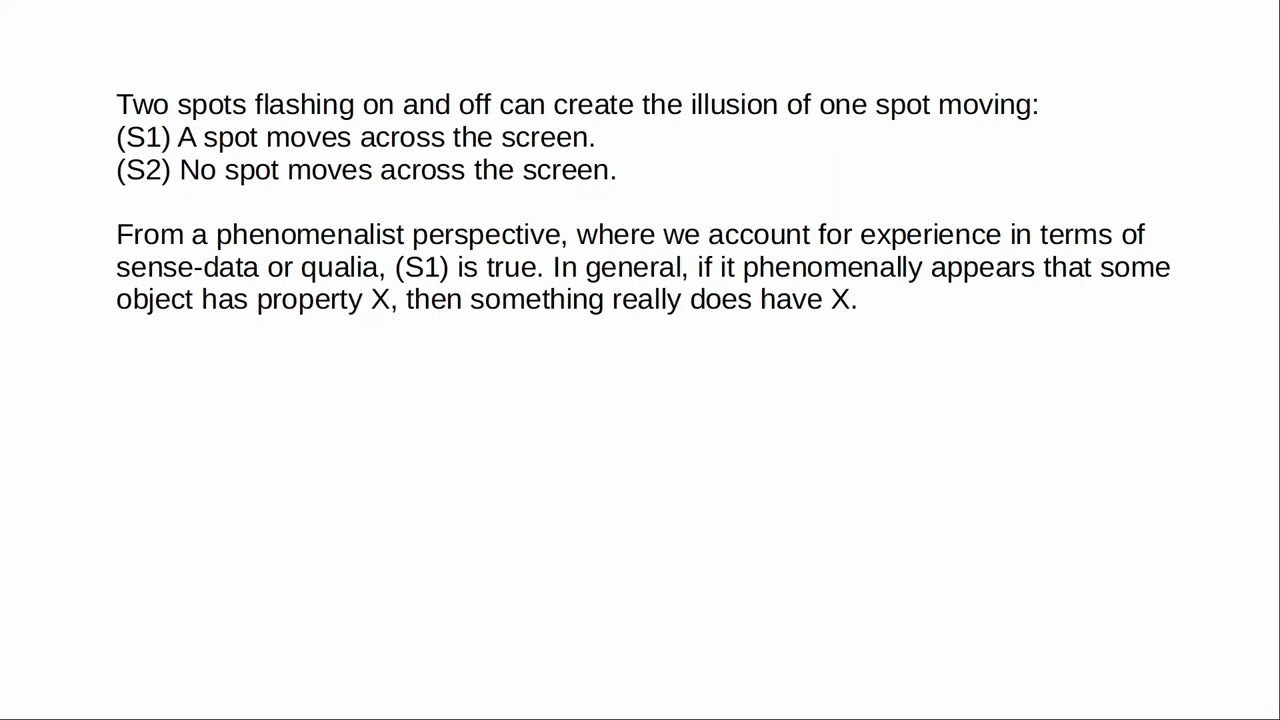 Two spots flashing on and off can create the illusion of one spot moving:
(S1) A spot moves across the screen.
(S2) No spot moves across the screen.
From a phenomenalist perspective, where we account for experience in terms of
sense-data or qualia, (S1) is true. In general, if it phenomenally appears that some
object has property X, then something really does have X.